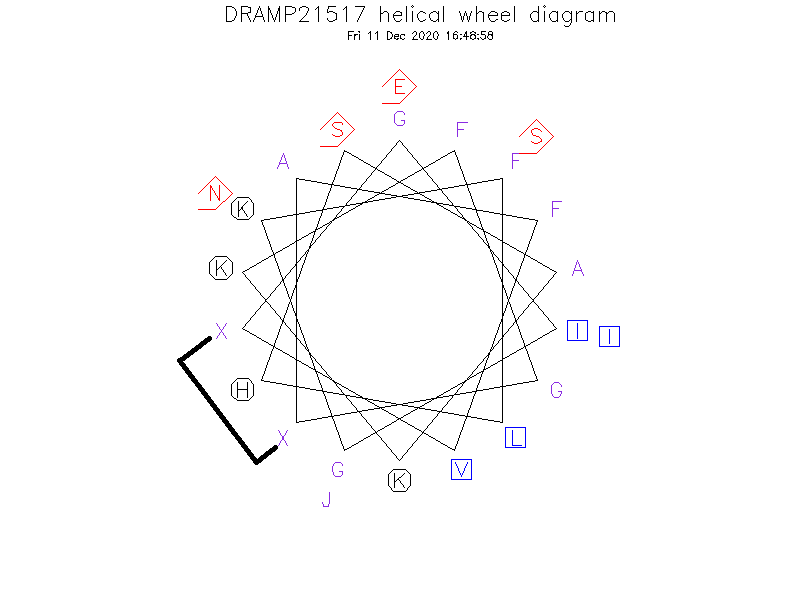 DRAMP21517 helical wheel diagram
Fri 11 Dec 2020 16:48:58
E
G
S
F
S
A
F
N
K
F
K
A
X
I
I
H
G
X
L
G
V
K
J